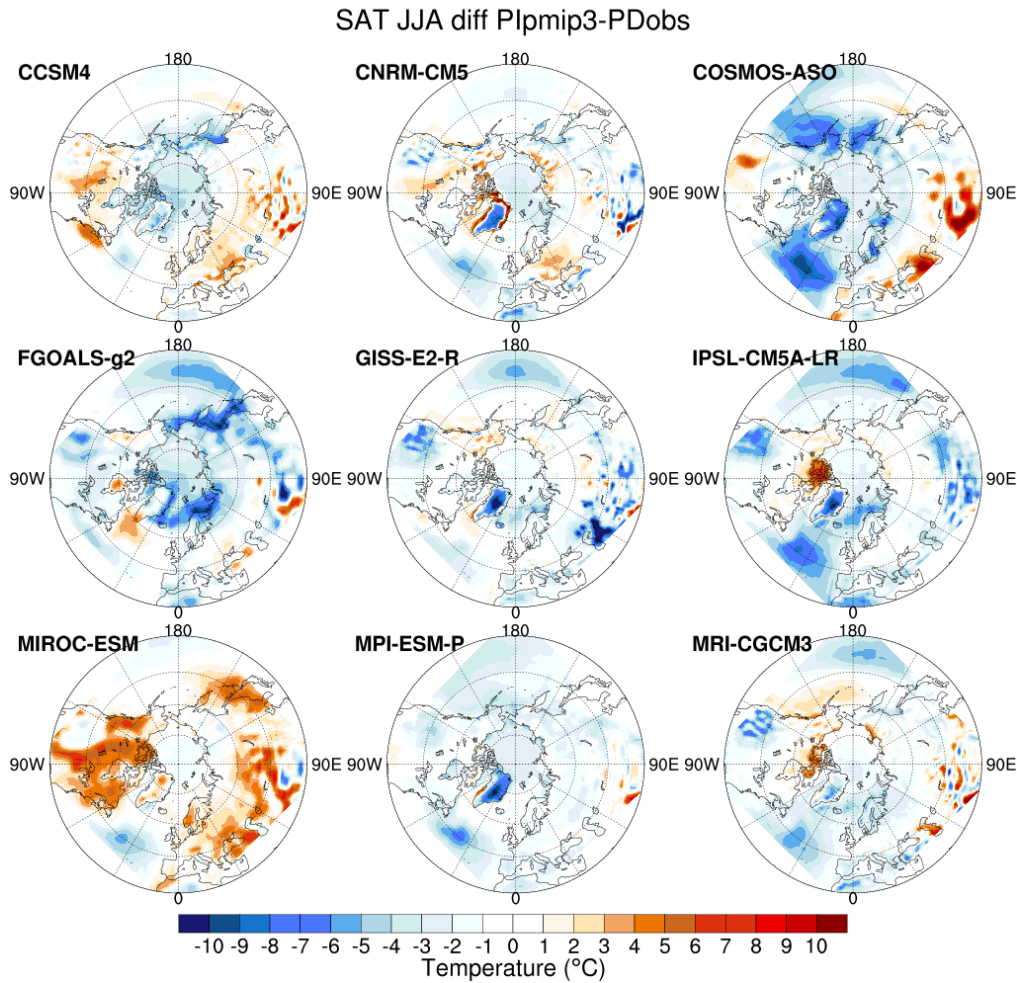 SAT JJA diff PIpmip3-PDobs
CCSM4
180
90W
90E
0
CNRM-CM5
180
90W
90E
0
COSMOS-ASO
180
90W
90E
0
FGOALS-g2
180
90W
90E
0
GISS-E2-R
180
90W
90E
0
IPSL-CM5A-LR
180
90W
90E
0
MIROC-ESM
180
90W
90E
0
MPI-ESM-P
180
90W
90E
0
MRI-CGCM3
180
90W
90E
0
-10 -9 -8 -7 -6 -5 -4 -3 -2 -1 0 1 2 3 4 5 6 7 8 9 10
Temperature (°C)